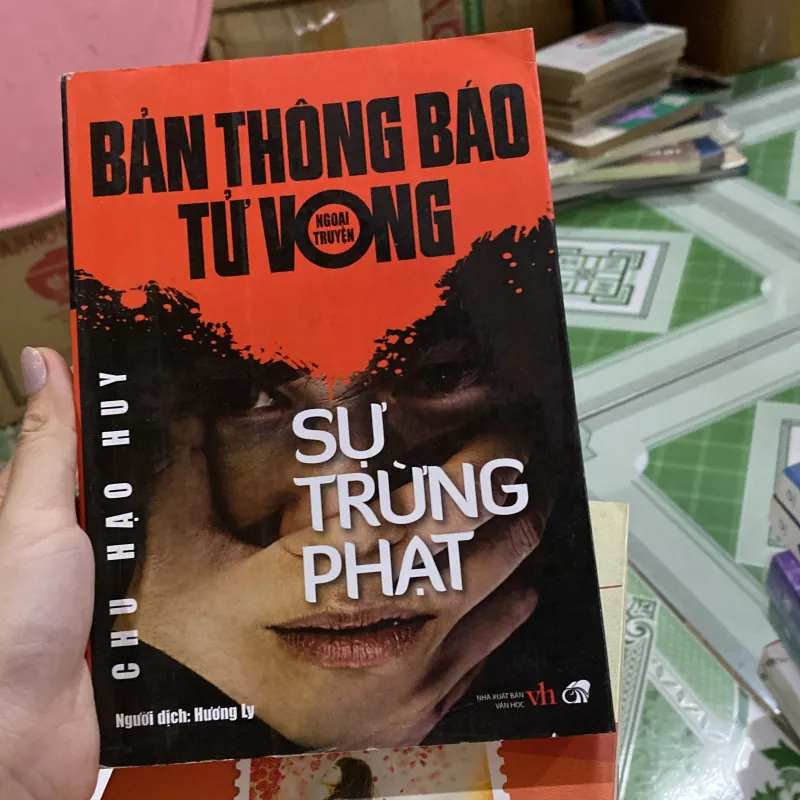 BẢN THÔNG BÁO
TỬ VONG
NGOẠI
TRUYỆN
CHU HẠO HUY
SỰ
TRỪNG
PHẠT
Người dịch: Hương Ly
NHÀ XUẤT BẢN
VĂN HỌC
vh